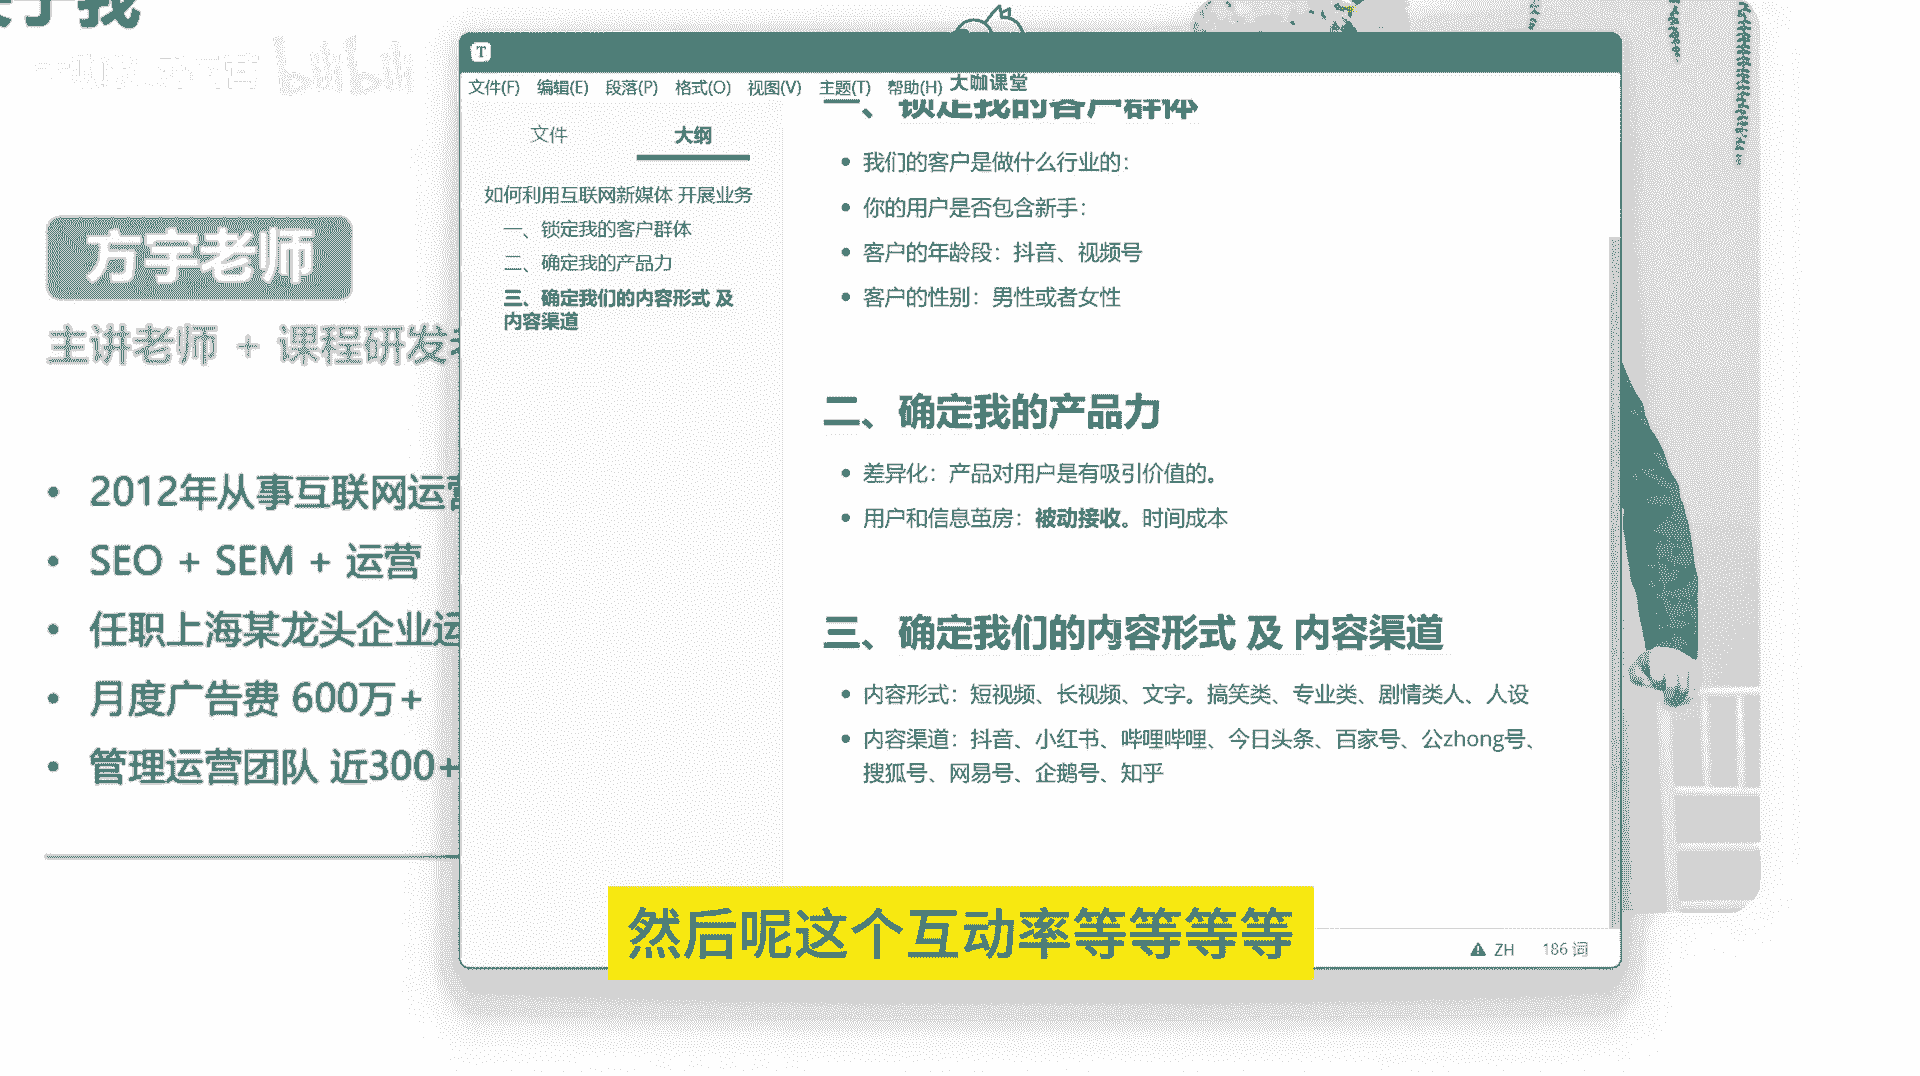 bilibili
方宇老师
主讲老师 + 课程研发
2012年从事互联网运营
SEO + SEM + 运营
任职上海某龙头企业运
月度广告费 600万+
管理运营团队 近300+
T
文件(F) 编辑(E) 段落(P) 格式(O) 视图(V) 主题(T) 帮助(H) 大咖课堂
文件 大纲
如何利用互联网新媒体 开展业务
一、锁定我的客户群体
二、确定我的产品力
三、确定我们的内容形式 及
内容渠道
一、锁定我的客户群体
我们的客户是做什么行业的：
你的用户是否包含新手：
客户的年龄段：抖音、视频号
客户的性别：男性或者女性
二、确定我的产品力
差异化：产品对用户是有吸引价值的。
用户和信息茧房：被动接收。时间成本
三、确定我们的内容形式 及 内容渠道
内容形式：短视频、长视频、文字。搞笑类、专业类、剧情类人、人设
内容渠道：抖音、小红书、哔哩哔哩、今日头条、百家号、公zhong号、
搜狐号、网易号、企鹅号、知乎
ZH 186 词
然后呢这个互动率等等等等